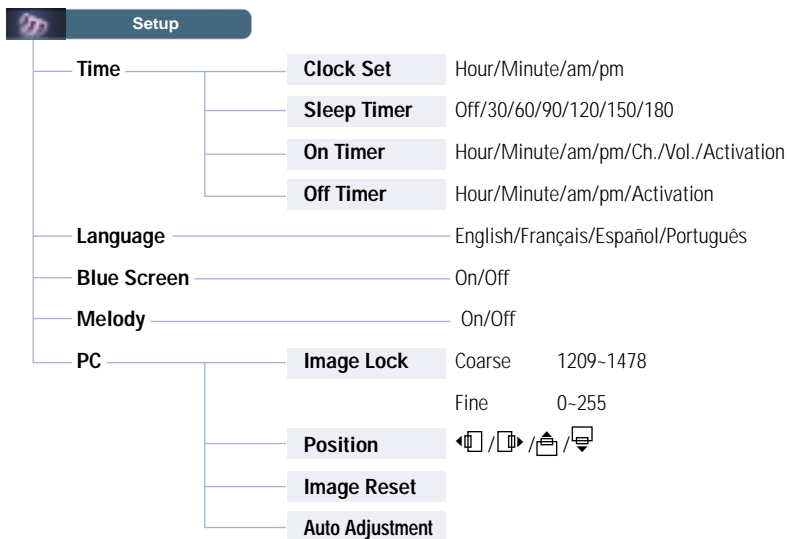 Setup
Time Clock Set Hour/Minute/am/pm
Sleep Timer Off/30/60/90/120/150/180
On Timer Hour/Minute/am/pm/Ch./Vol./Activation
Off Timer Hour/Minute/am/pm/Activation
Language English/Français/Español/Português
Blue Screen On/Off
Melody On/Off
PC Image Lock Coarse 1209~1478
Fine 0~255
Position / / /
Image Reset
Auto Adjustment